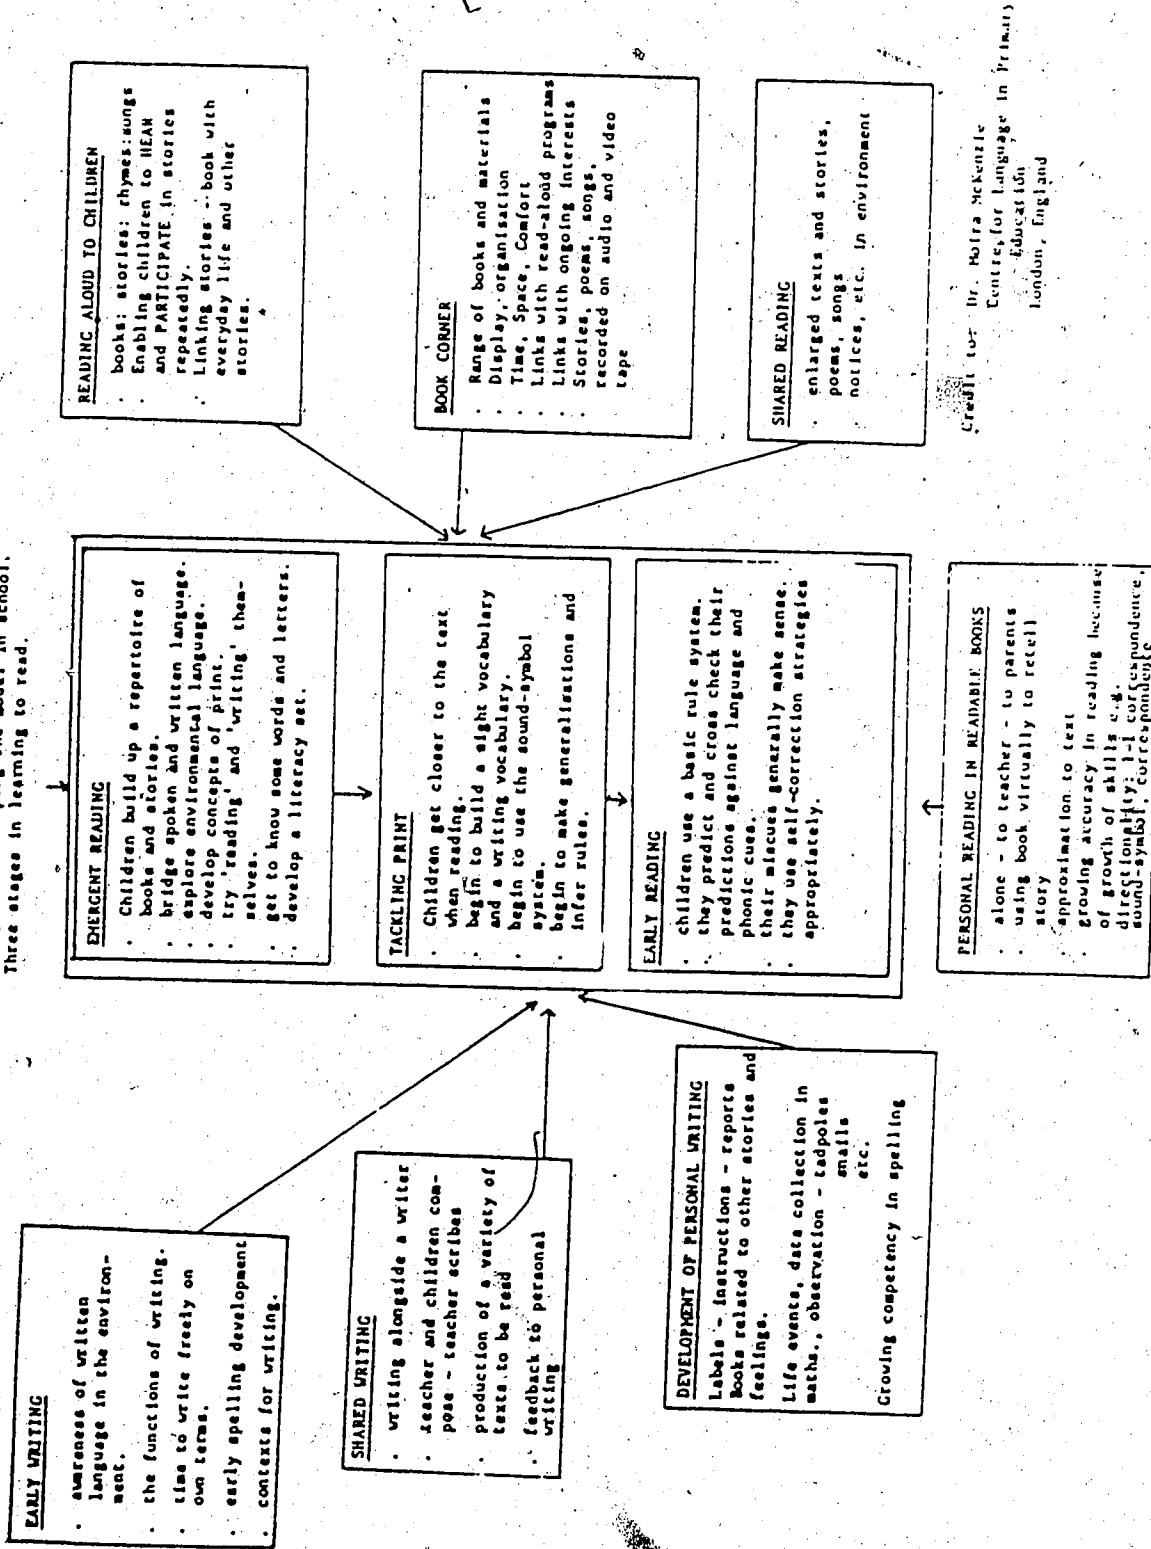 Three stages in learning to read.
EARLY WRITING
. awareness of written
language in the environ-
ment.
. the functions of writing.
. time to write freely on
own terms.
. early spelling development
. contexts for writing.
SHARED WRITING
. writing alongside a writer
. teacher and children com-
pose - teacher scribes
. production of a variety of
texts to be read
. feedback to personal
writing
DEVELOPMENT OF PERSONAL WRITING
Labels - instructions - reports
Books related to other stories and
feelings.
Life events, data collection in
maths., observation - tadpoles
snails
etc.
Growing competency in spelling
EMERGENT READING
. Children build up a repertoire of
books and stories.
. bridge spoken and written language.
. explore environmental language.
. develop concepts of print.
. try 'reading' and 'writing' them-
selves.
. get to know some words and letters.
. develop a literacy set.
TACKLING PRINT
. Children get closer to the text
when reading.
. begin to build a sight vocabulary
and a writing vocabulary.
. begin to use the sound-symbol
system.
. begin to make generalisations and
infer rules.
EARLY READING
. children use a basic rule system.
. they predict and cross check their
predictions against language and
phonic cues.
. their miscues generally make sense.
. they use self-correction strategies
appropriately.
PERSONAL READING IN READABLE BOOKS
. alone - to teacher - to parents
. using book virtually to retell
story
. approximation to text
. growing accuracy in reading because
of growth of skills e.g.
directionality; 1-1 correspondence,
sound-symbol, correspondence
READING ALOUD TO CHILDREN
. books: stories: rhymes:songs
. Enabling children to HEAR
and PARTICIPATE in stories
repeatedly.
. Linking stories --book with
everyday life and other
stories.
BOOK CORNER
. Range of books and materials
. Display, organisation
. Time, Space, Comfort
. Links with read-aloud programs
. Links with ongoing interests
. Stories, poems, songs,
recorded on audio and video
tape
SHARED READING
. enlarged texts and stories,
poems, songs
. notices, etc. in environment
Credit to: Dr. Moira McKenzie
Centre for Language in Primary
Education
London, England